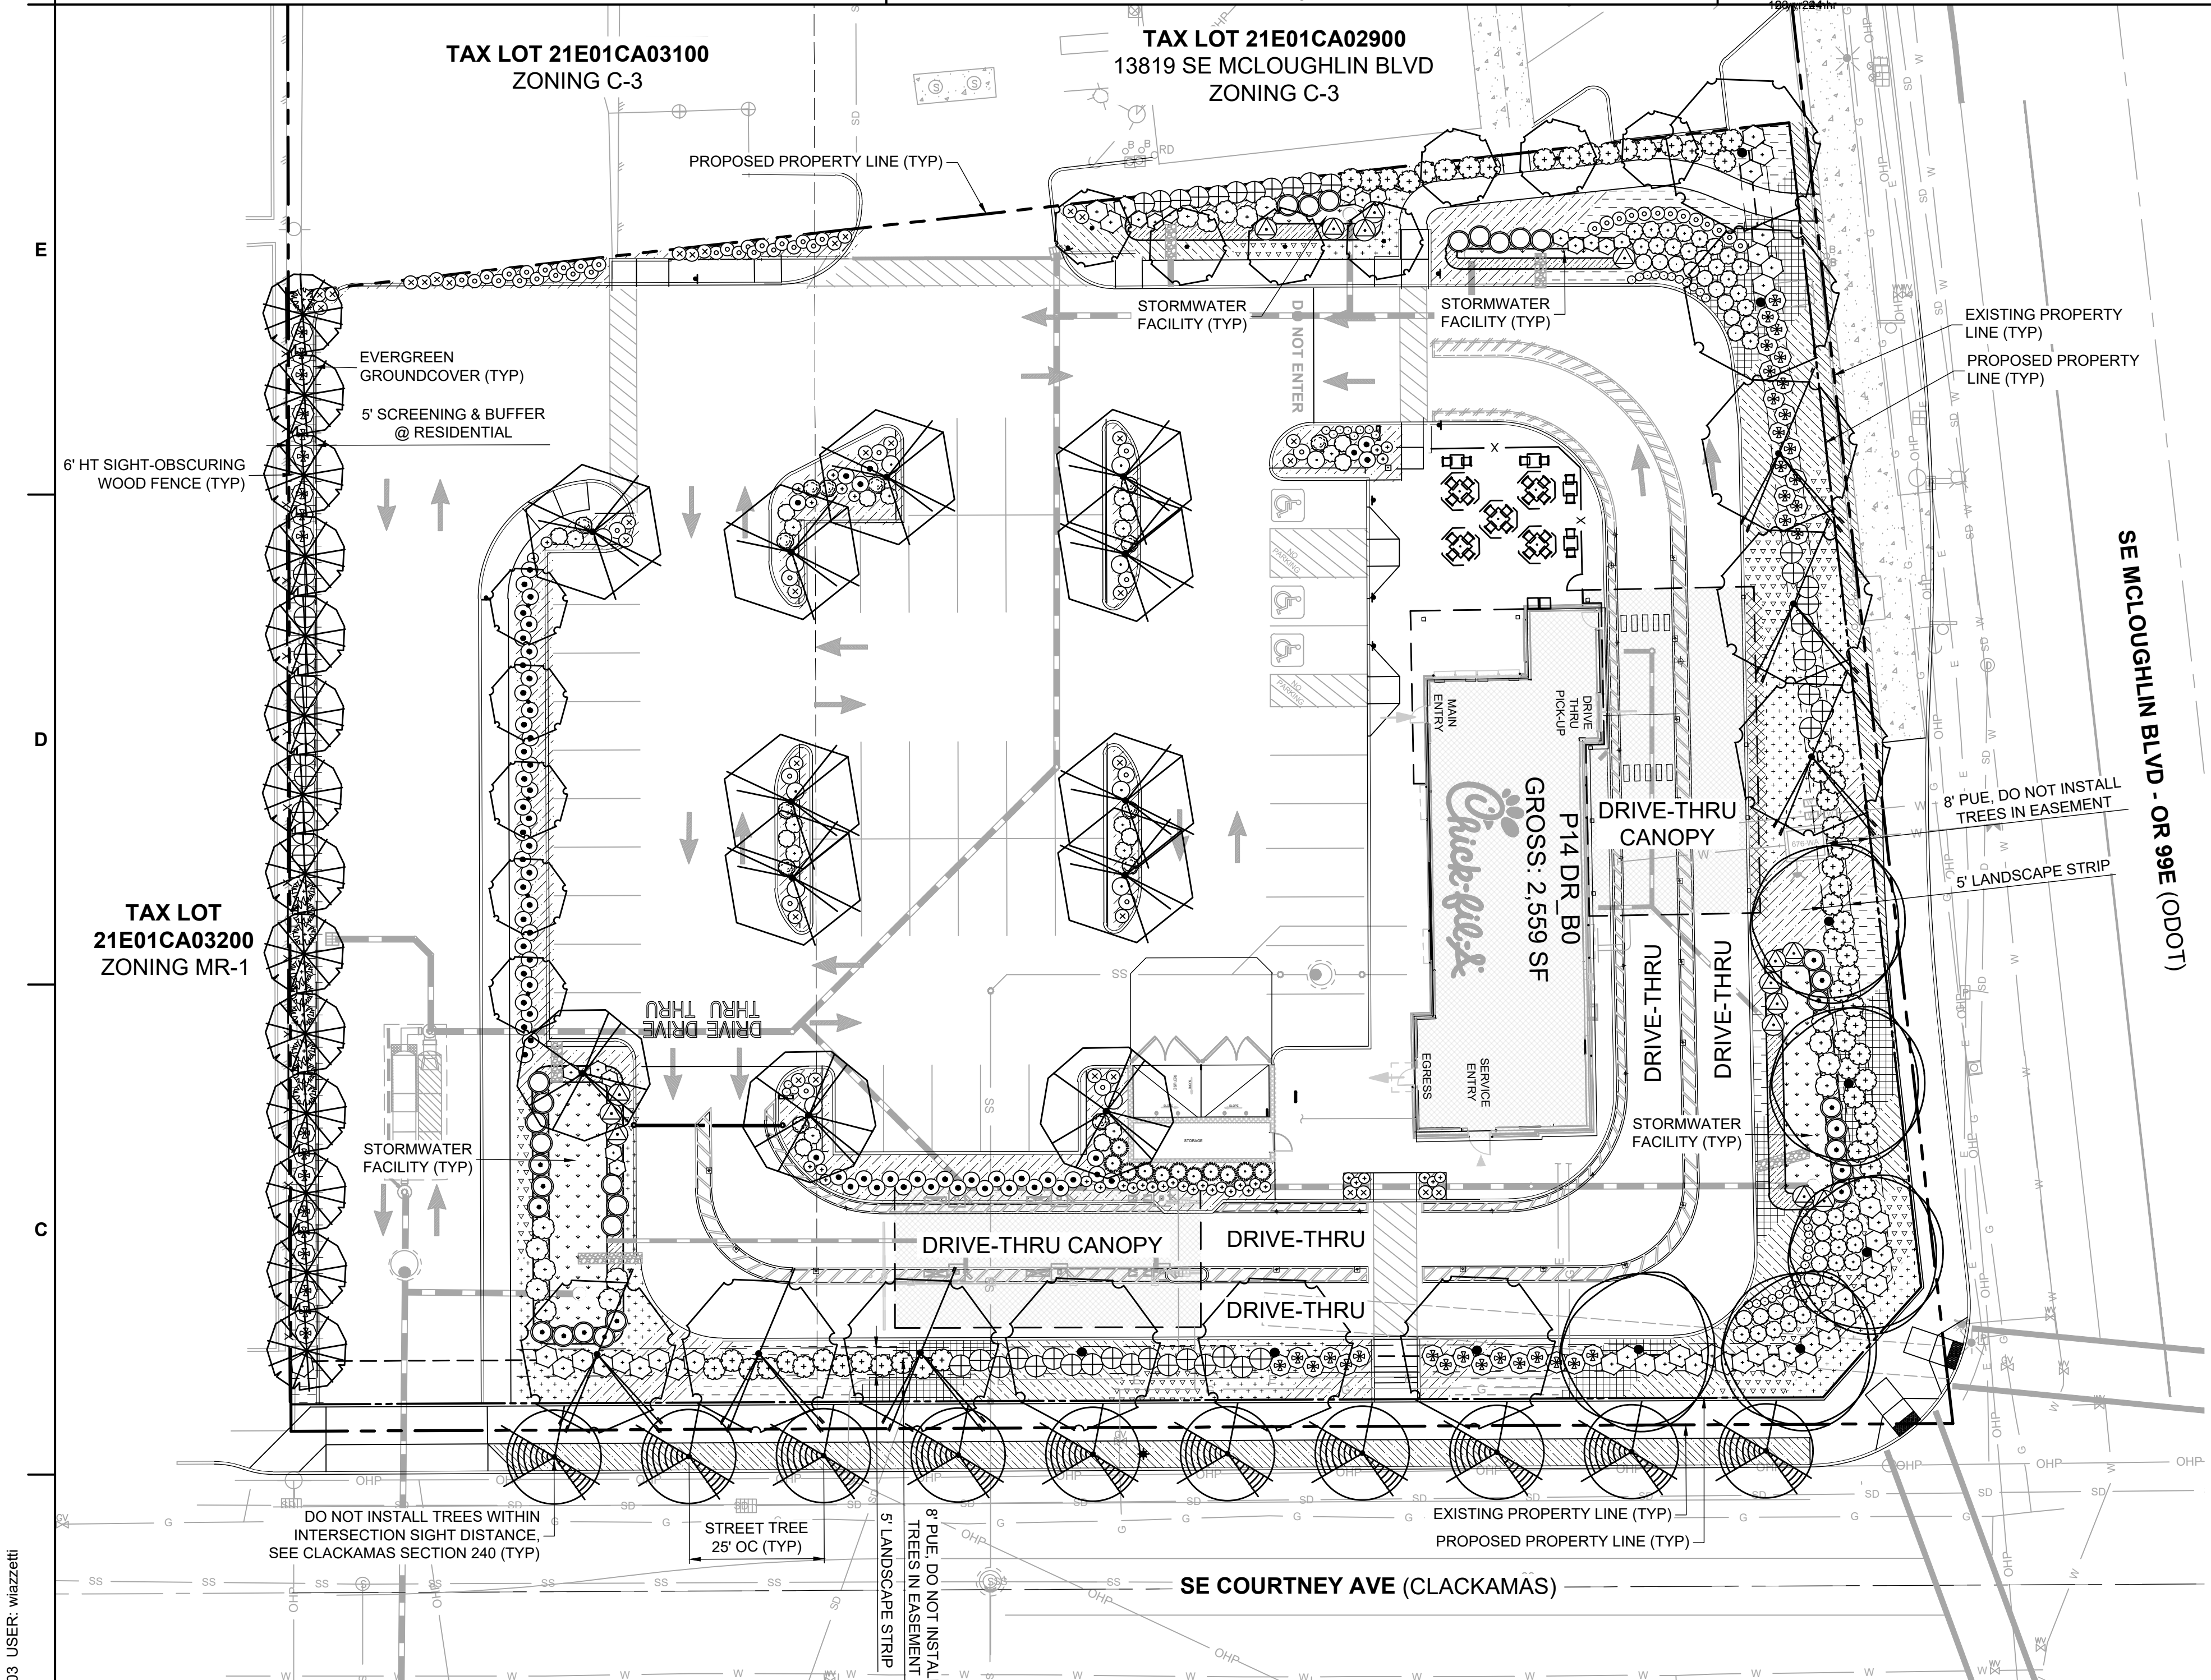 TAX LOT 21E01CA03100
ZONING C-3
TAX LOT 21E01CA02900
13819 SE MCLOUGHLIN BLVD
ZONING C-3
PROPOSED PROPERTY LINE (TYP)
E
STORMWATER
FACILITY (TYP)
DO NOT ENTER
STORMWATER
FACILITY (TYP)
EXISTING PROPERTY
LINE (TYP)
PROPOSED PROPERTY
LINE (TYP)
EVERGREEN
GROUNDCOVER (TYP)
5' SCREENING & BUFFER
@ RESIDENTIAL
6' HT SIGHT-OBSCURING
WOOD FENCE (TYP)
NO
PARKING
NO
PARKING
SE MCLOUGHLIN BLVD - OR 99E (ODOT)
MAIN
ENTRY
DRIVE
THRU
PICK-UP
D
Chick-fil-A
P14 DR_B0
GROSS: 2,559 SF
DRIVE-THRU
CANOPY
8' PUE, DO NOT INSTALL
TREES IN EASEMENT
5' LANDSCAPE STRIP
TAX LOT
21E01CA03200
ZONING MR-1
DRIVE-THRU
DRIVE-THRU
DRIVE DRIVE
THRU THRU
EGRESS
SERVICE
ENTRY
STORAGE
STORMWATER
FACILITY (TYP)
STORMWATER
FACILITY (TYP)
C
DRIVE-THRU CANOPY
DRIVE-THRU
DRIVE-THRU
DO NOT INSTALL TREES WITHIN
INTERSECTION SIGHT DISTANCE,
SEE CLACKAMAS SECTION 240 (TYP)
STREET TREE
25' OC (TYP)
5' LANDSCAPE STRIP
8' PUE, DO NOT INSTAL
TREES IN EASEMENT
EXISTING PROPERTY LINE (TYP)
PROPOSED PROPERTY LINE (TYP)
SE COURTNEY AVE (CLACKAMAS)
03 USER: wiazzetti